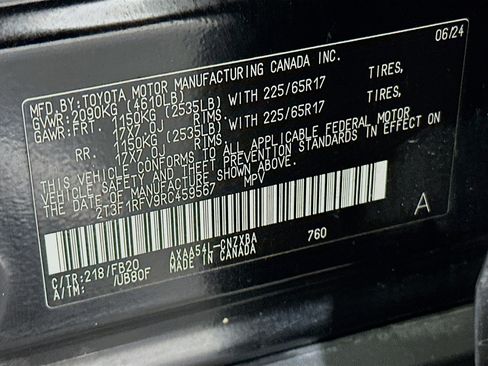 MFD.BY:TOYOTA MOTOR MANUFACTURING CANADA INC. 06/24
GVWR:2090KG (4610LB)
GAWR:FRT. 1150KG (2535LB) WITH 225/65R17 TIRES,
17X7.0J RIMS.
RR. 1150KG (2535LB) WITH 225/65R17 TIRES,
17X7.0J RIMS.
THIS VEHICLE CONFORMS TO ALL APPLICABLE FEDERAL MOTOR
VEHICLE SAFETY AND THEFT PREVENTION STANDARDS IN EFFECT ON
THE DATE OF MANUFACTURE SHOWN ABOVE.
2T3F1RFV9RC459567 MPV
A
C/TR:218/FB20 AXAA54L-CNZXBA 760
A/TM: /UB80F MADE IN CANADA